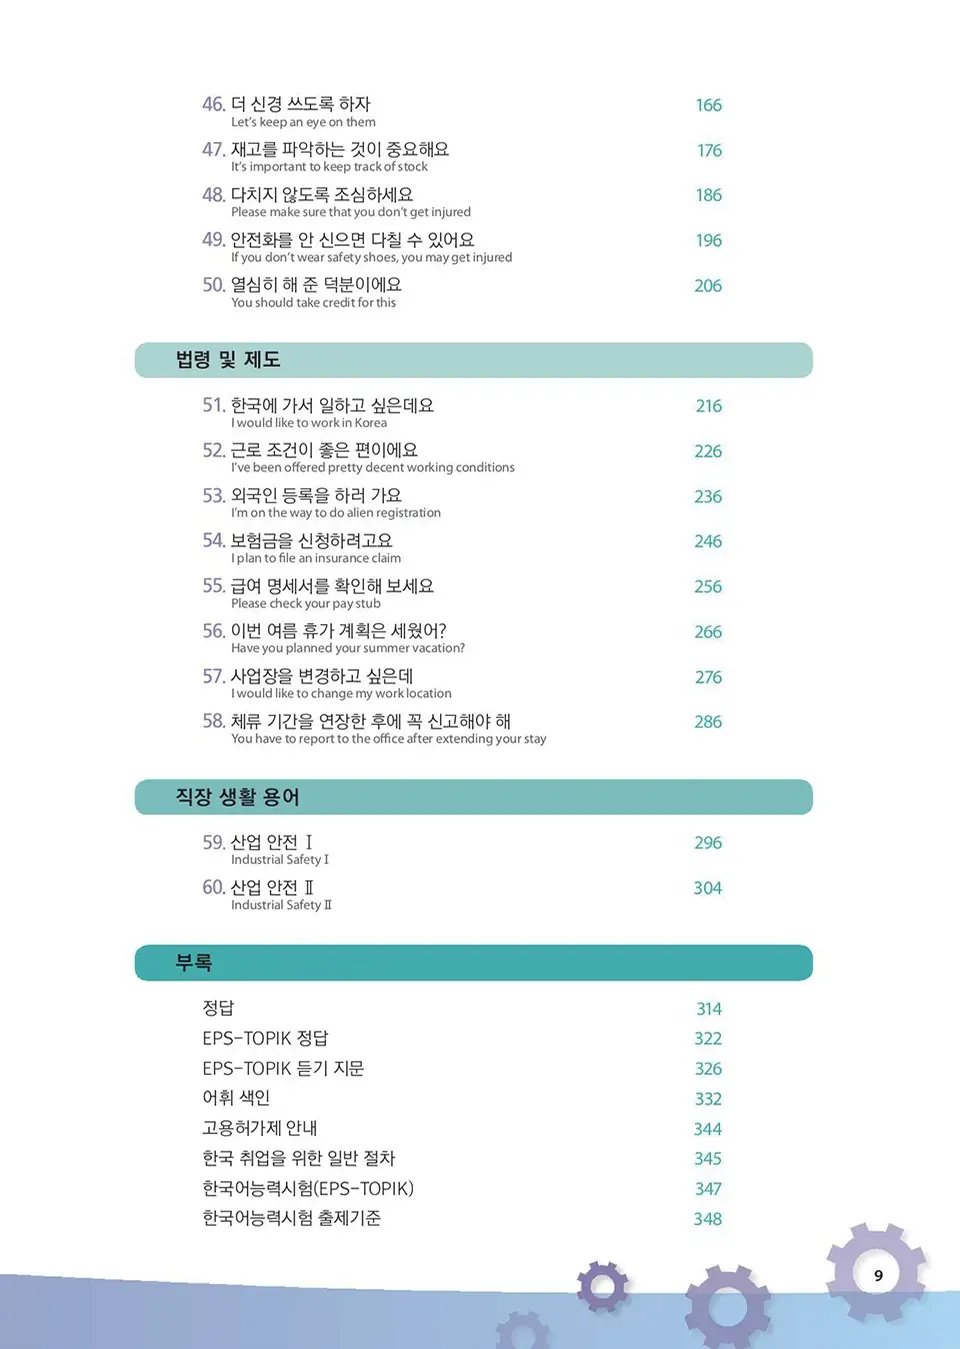 46. 더 신경 쓰도록 하자 166
Let's keep an eye on them
47. 재고를 파악하는 것이 중요해요 176
It's important to keep track of stock
48. 다치지 않도록 조심하세요 186
Please make sure that you don't get injured
49. 안전화를 안 신으면 다칠 수 있어요 196
If you don't wear safety shoes, you may get injured
50. 열심히 해 준 덕분이에요 206
You should take credit for this
법령 및 제도
51. 한국에 가서 일하고 싶은데요 216
I would like to work in Korea
52. 근로 조건이 좋은 편이에요 226
I've been offered pretty decent working conditions
53. 외국인 등록을 하러 가요 236
I'm on the way to do alien registration
54. 보험금을 신청하려고요 246
I plan to file an insurance claim
55. 급여 명세서를 확인해 보세요 256
Please check your pay stub
56. 이번 여름 휴가 계획은 세웠어? 266
Have you planned your summer vacation?
57. 사업장을 변경하고 싶은데 276
I would like to change my work location
58. 체류 기간을 연장한 후에 꼭 신고해야 해 286
You have to report to the office after extending your stay
직장 생활 용어
59. 산업 안전 Ⅰ 296
Industrial Safety Ⅰ
60. 산업 안전 Ⅱ 304
Industrial Safety Ⅱ
부록
정답 314
EPS-TOPIK 정답 322
EPS-TOPIK 듣기 지문 326
어휘 색인 332
고용허가제 안내 344
한국 취업을 위한 일반 절차 345
한국어능력시험(EPS-TOPIK) 347
한국어능력시험 출제기준 348
9